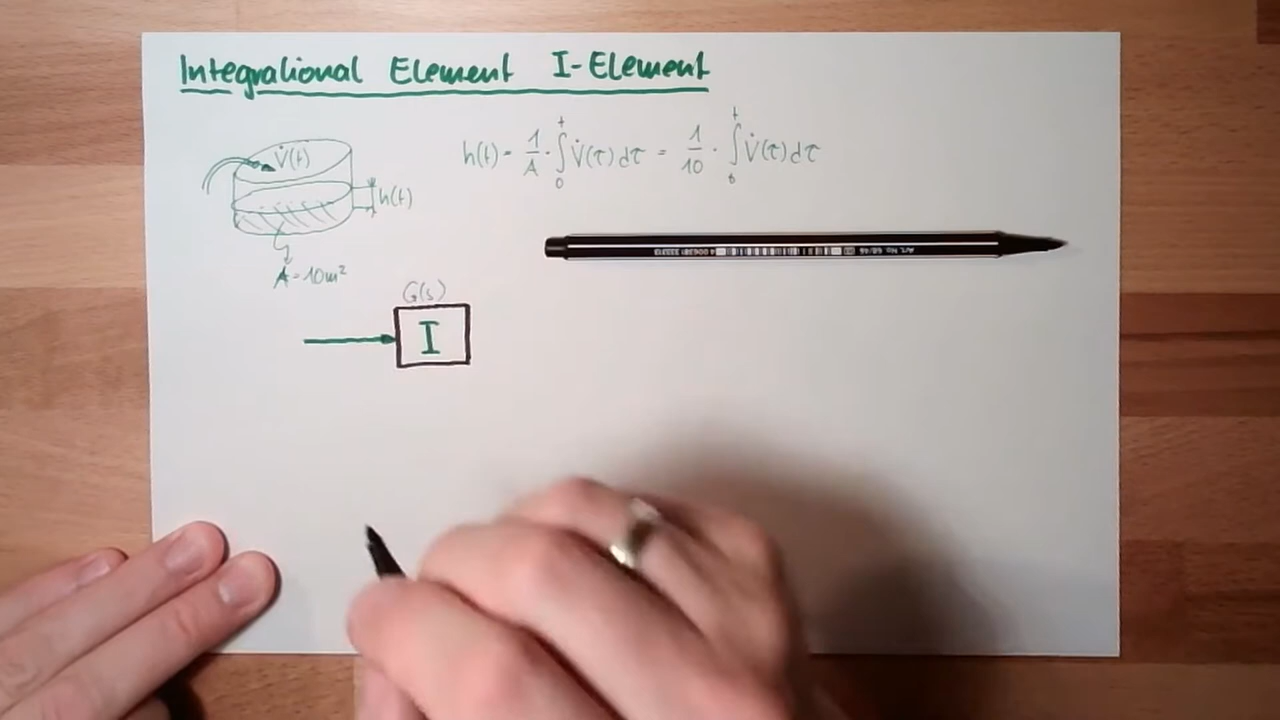 Integrational Element I-Element
V̇(t)
h(t)
A = 10m²
h(t) = 1/A · ∫₀ᵗ V̇(τ)dτ = 1/10 · ∫₀ᵗ V̇(τ)dτ
G(s)
I